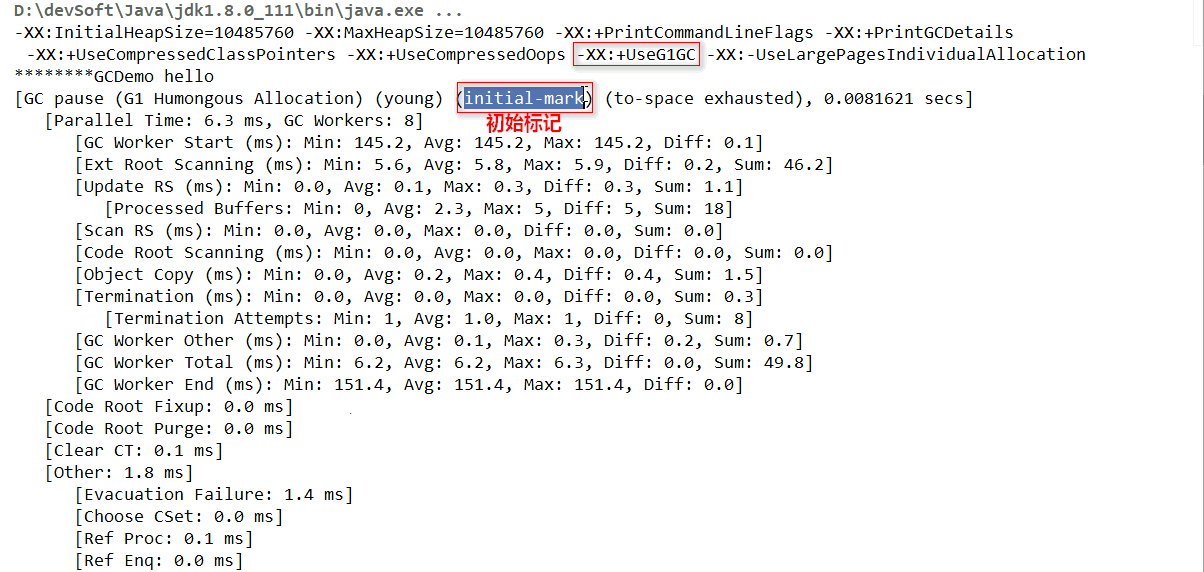 D:\devSoft\Java\jdk1.8.0_111\bin\java.exe ...
-XX:InitialHeapSize=10485760 -XX:MaxHeapSize=10485760 -XX:+PrintCommandLineFlags -XX:+PrintGCDetails
-XX:+UseCompressedClassPointers -XX:+UseCompressedOops -XX:+UseG1GC -XX:-UseLargePagesIndividualAllocation
********GCDemo hello
[GC pause (G1 Humongous Allocation) (young) (initial-mark) (to-space exhausted), 0.0081621 secs]
[Parallel Time: 6.3 ms, GC Workers: 8]
初始标记
[GC Worker Start (ms): Min: 145.2, Avg: 145.2, Max: 145.2, Diff: 0.1]
[Ext Root Scanning (ms): Min: 5.6, Avg: 5.8, Max: 5.9, Diff: 0.2, Sum: 46.2]
[Update RS (ms): Min: 0.0, Avg: 0.1, Max: 0.3, Diff: 0.3, Sum: 1.1]
[Processed Buffers: Min: 0, Avg: 2.3, Max: 5, Diff: 5, Sum: 18]
[Scan RS (ms): Min: 0.0, Avg: 0.0, Max: 0.0, Diff: 0.0, Sum: 0.0]
[Code Root Scanning (ms): Min: 0.0, Avg: 0.0, Max: 0.0, Diff: 0.0, Sum: 0.0]
[Object Copy (ms): Min: 0.0, Avg: 0.2, Max: 0.4, Diff: 0.4, Sum: 1.5]
[Termination (ms): Min: 0.0, Avg: 0.0, Max: 0.0, Diff: 0.0, Sum: 0.3]
[Termination Attempts: Min: 1, Avg: 1.0, Max: 1, Diff: 0, Sum: 8]
[GC Worker Other (ms): Min: 0.0, Avg: 0.1, Max: 0.3, Diff: 0.2, Sum: 0.7]
[GC Worker Total (ms): Min: 6.2, Avg: 6.2, Max: 6.3, Diff: 0.0, Sum: 49.8]
[GC Worker End (ms): Min: 151.4, Avg: 151.4, Max: 151.4, Diff: 0.0]
[Code Root Fixup: 0.0 ms]
[Code Root Purge: 0.0 ms]
[Clear CT: 0.1 ms]
[Other: 1.8 ms]
[Evacuation Failure: 1.4 ms]
[Choose CSet: 0.0 ms]
[Ref Proc: 0.1 ms]
[Ref Enq: 0.0 ms]